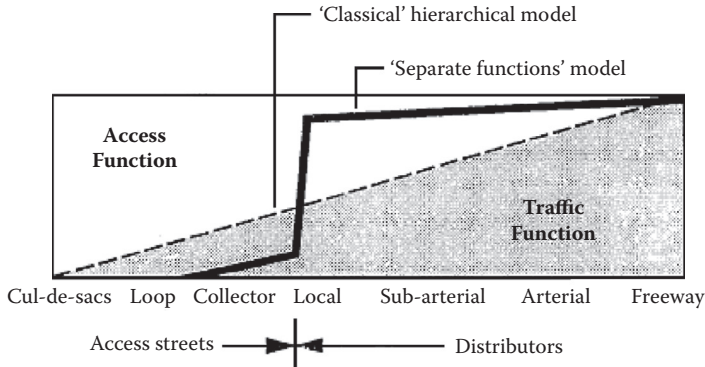 ‘Classical’ hierarchical model
‘Separate functions’ model
Access
Function
Traffic
Function
Cul-de-sacs Loop Collector Local Sub-arterial Arterial Freeway
Access streets Distributors